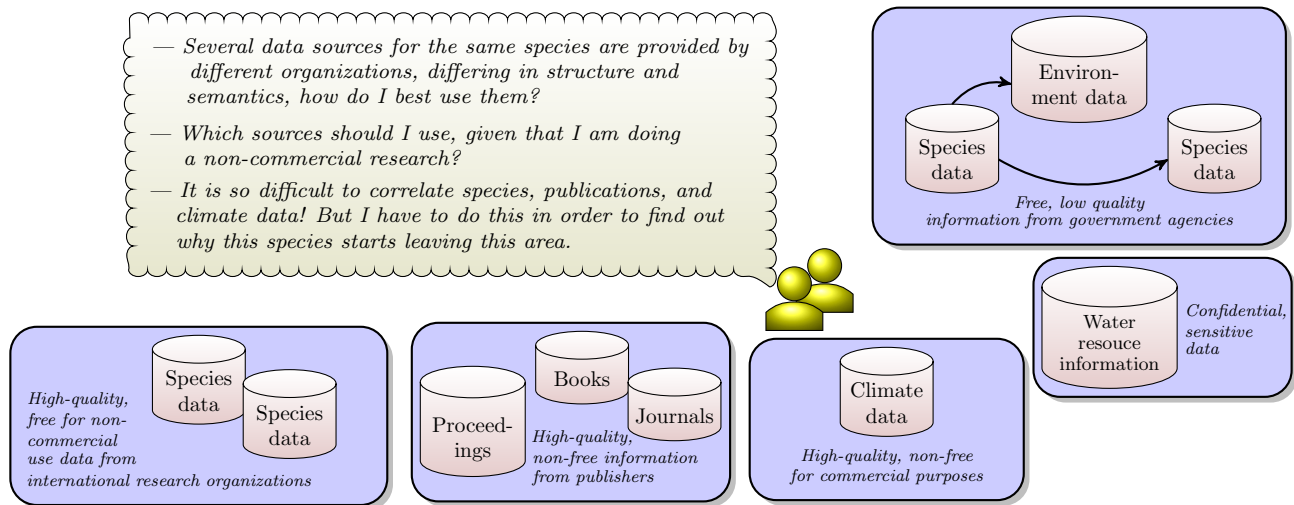 — Several data sources for the same species are provided by
different organizations, differing in structure and
semantics, how do I best use them?
— Which sources should I use, given that I am doing
a non-commercial research?
— It is so difficult to correlate species, publications, and
climate data! But I have to do this in order to find out
why this species starts leaving this area.
Environ-
ment data
Species
data
Species
data
Free, low quality
information from government agencies
Water
resouce
information
Confidential,
sensitive
data
Species
data
Species
data
High-quality,
free for non-
commercial
use data from
international research organizations
Proceed-
ings
Books
Journals
High-quality,
non-free information
from publishers
Climate
data
High-quality, non-free
for commercial purposes